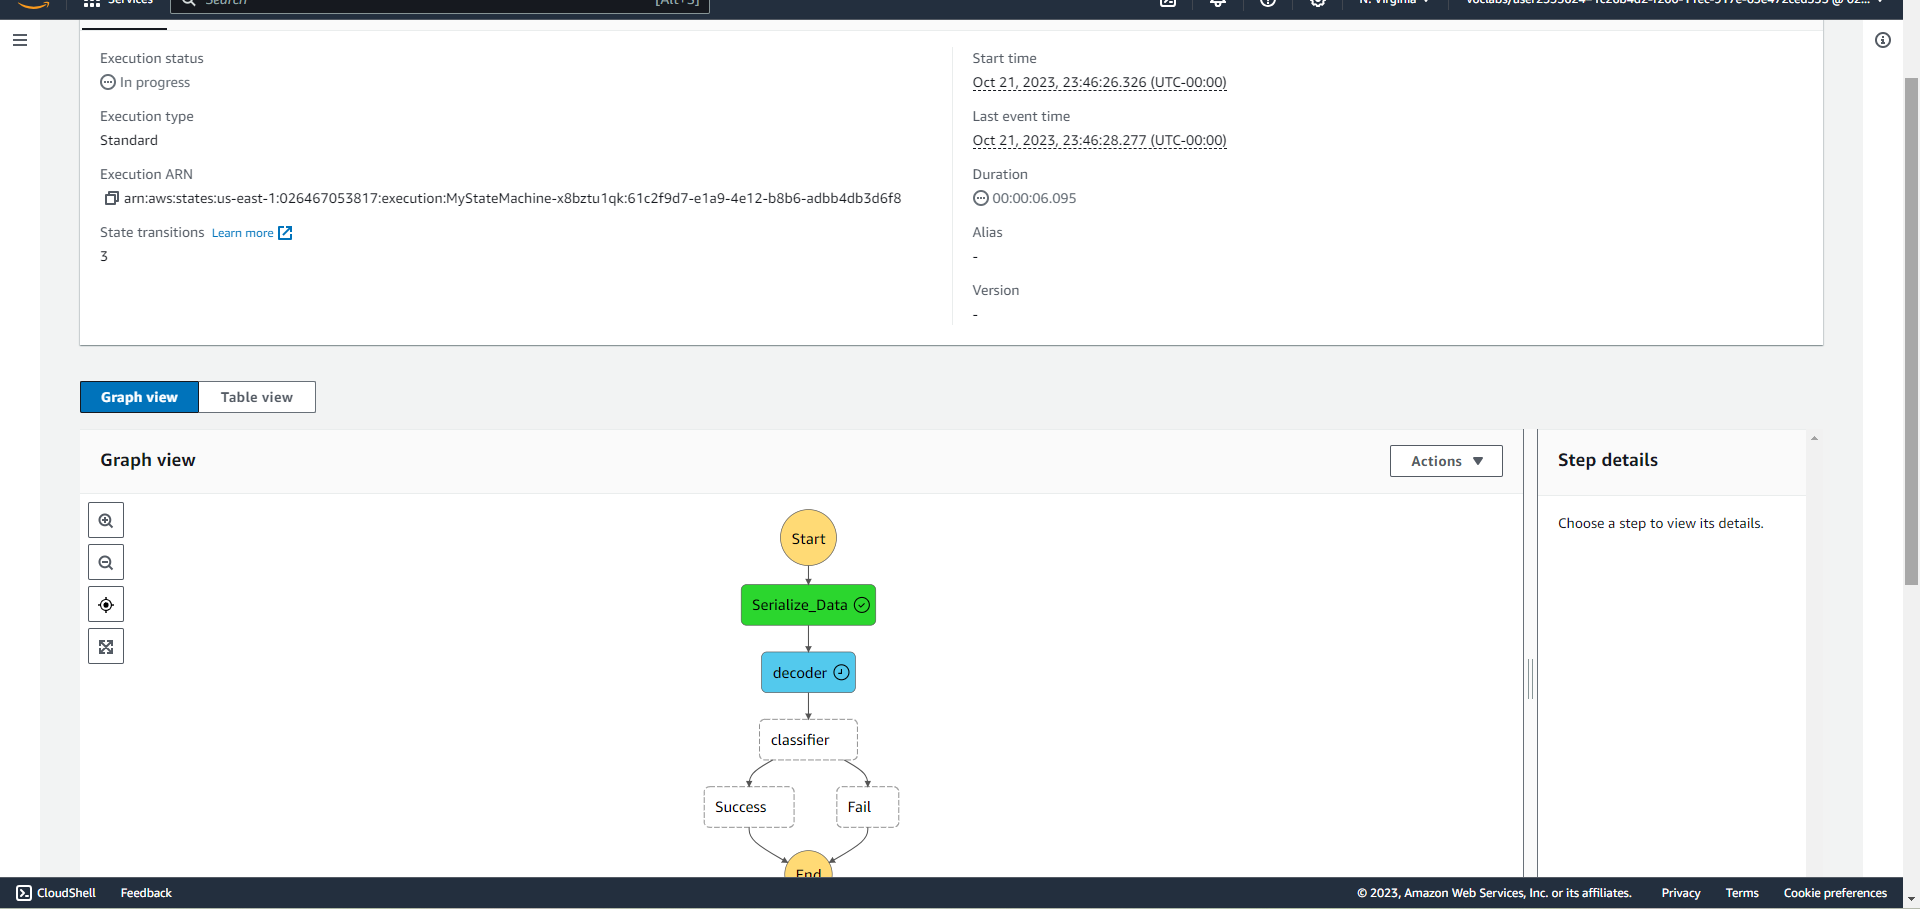 Services
Search
[Alt+S]
N. Virginia
Execution status
In progress
Execution type
Standard
Execution ARN
arn:aws:states:us-east-1:026467053817:execution:MyStateMachine-x8bztu1qk:61c2f9d7-e1a9-4e12-b8b6-adbb4db3d6f8
State transitions Learn more
3
Start time
Oct 21, 2023, 23:46:26.326 (UTC-00:00)
Last event time
Oct 21, 2023, 23:46:28.277 (UTC-00:00)
Duration
00:00:06.095
Alias
-
Version
-
Graph view
Table view
Graph view
Actions
Step details
Choose a step to view its details.
Start
Serialize_Data
decoder
classifier
Success
Fail
End
CloudShell
Feedback
© 2023, Amazon Web Services, Inc. or its affiliates.
Privacy
Terms
Cookie preferences